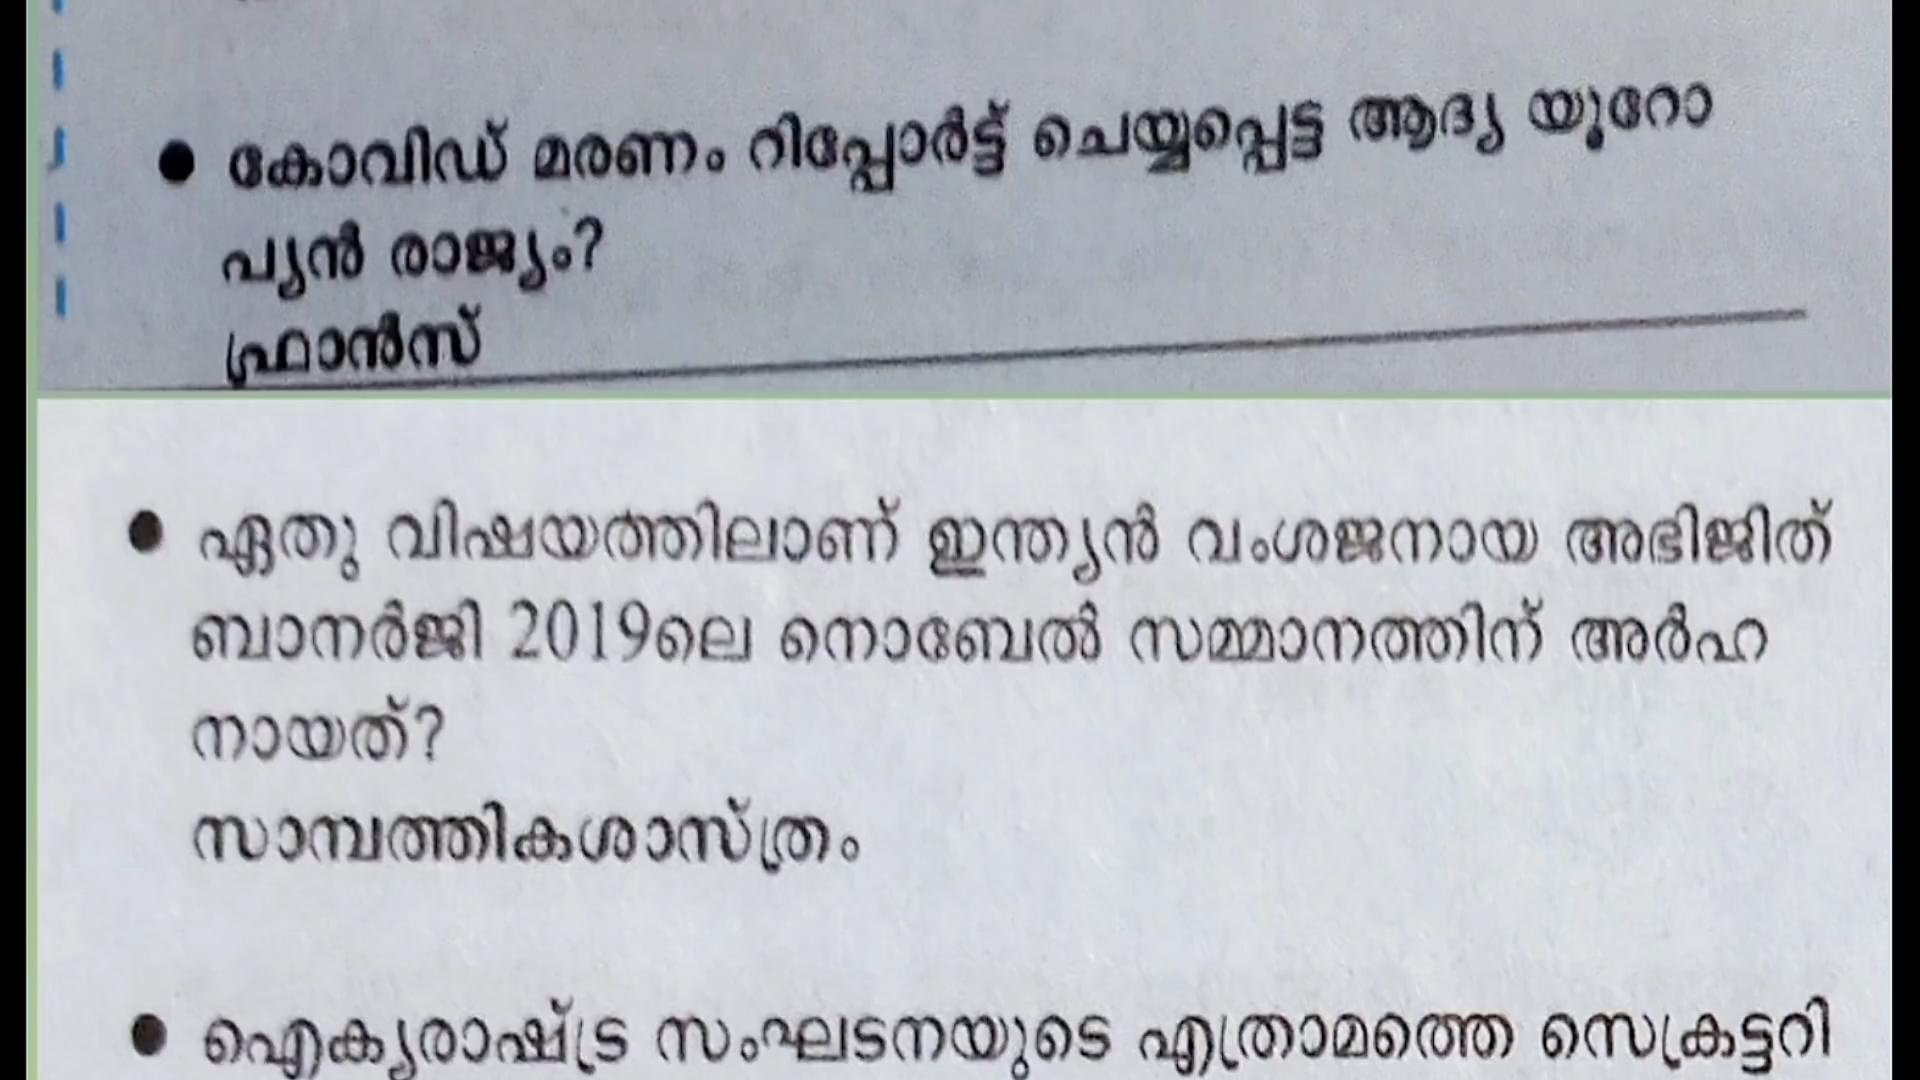 ● കോവിഡ് മരണം റിപ്പോർട്ട് ചെയ്യപ്പെട്ട ആദ്യ യൂറോ
പ്യൻ രാജ്യം?
ഫ്രാൻസ്
● ഏതു വിഷയത്തിലാണ് ഇന്ത്യൻ വംശജനായ അഭിജിത്
ബാനർജി 2019ലെ നൊബേൽ സമ്മാനത്തിന് അർഹ
നായത്?
സാമ്പത്തികശാസ്ത്രം
● ഐക്യരാഷ്ട്ര സംഘടനയുടെ എത്രാമത്തെ സെക്രട്ടറി